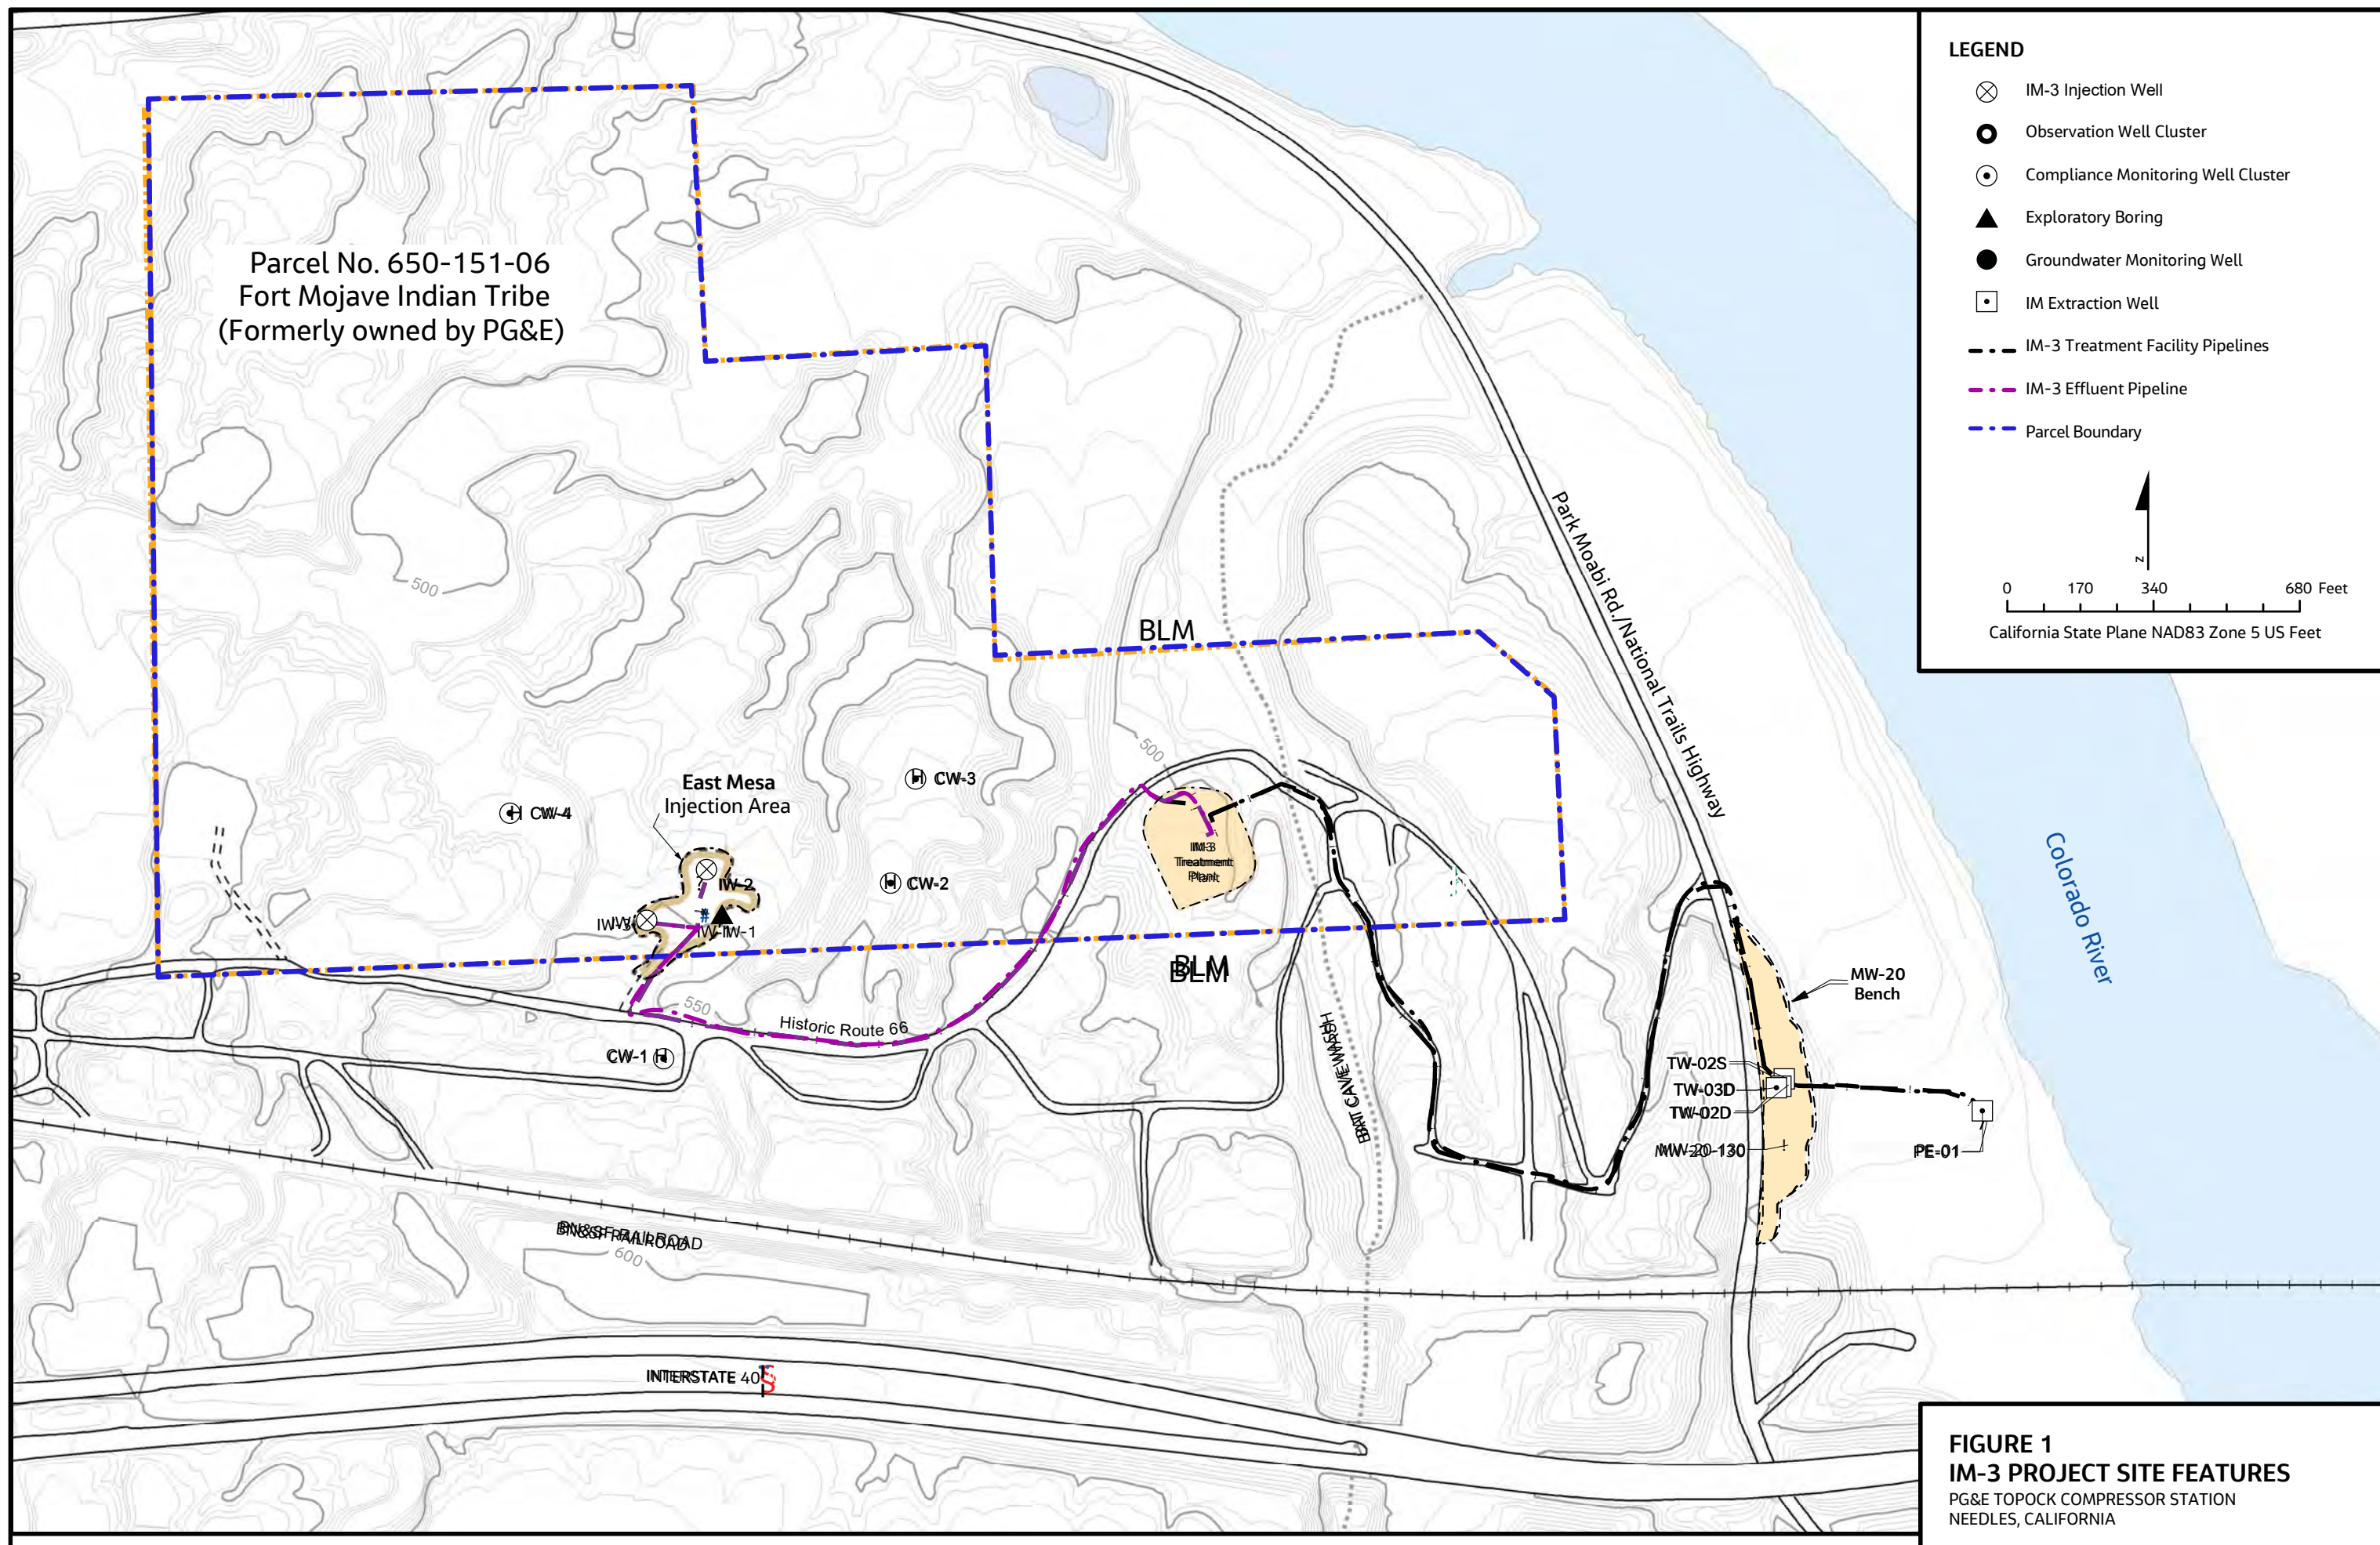 LEGEND
IM-3 Injection Well
Observation Well Cluster
Compliance Monitoring Well Cluster
Exploratory Boring
Groundwater Monitoring Well
IM Extraction Well
IM-3 Treatment Facility Pipelines
IM-3 Effluent Pipeline
Parcel Boundary
z
0 170 340 680 Feet
California State Plane NAD83 Zone 5 US Feet
Parcel No. 650-151-06
Fort Mojave Indian Tribe
(Formerly owned by PG&E)
500
BLM
Park Moabi Rd./National Trails Highway
500
East Mesa
Injection Area
CW-3
CW-4
IW-2
CW-2
IW-3
#
IW-1
IM-3
Treatment
Plant
BLM
Colorado River
MW-20
Bench
550
Historic Route 66
CW-1
BAT CAVE WASH
TW-02S
TW-03D
TW-02D
MW-20-130
PE-01
BN&SF RAILROAD
600
INTERSTATE 40
FIGURE 1
IM-3 PROJECT SITE FEATURES
PG&E TOPOCK COMPRESSOR STATION
NEEDLES, CALIFORNIA